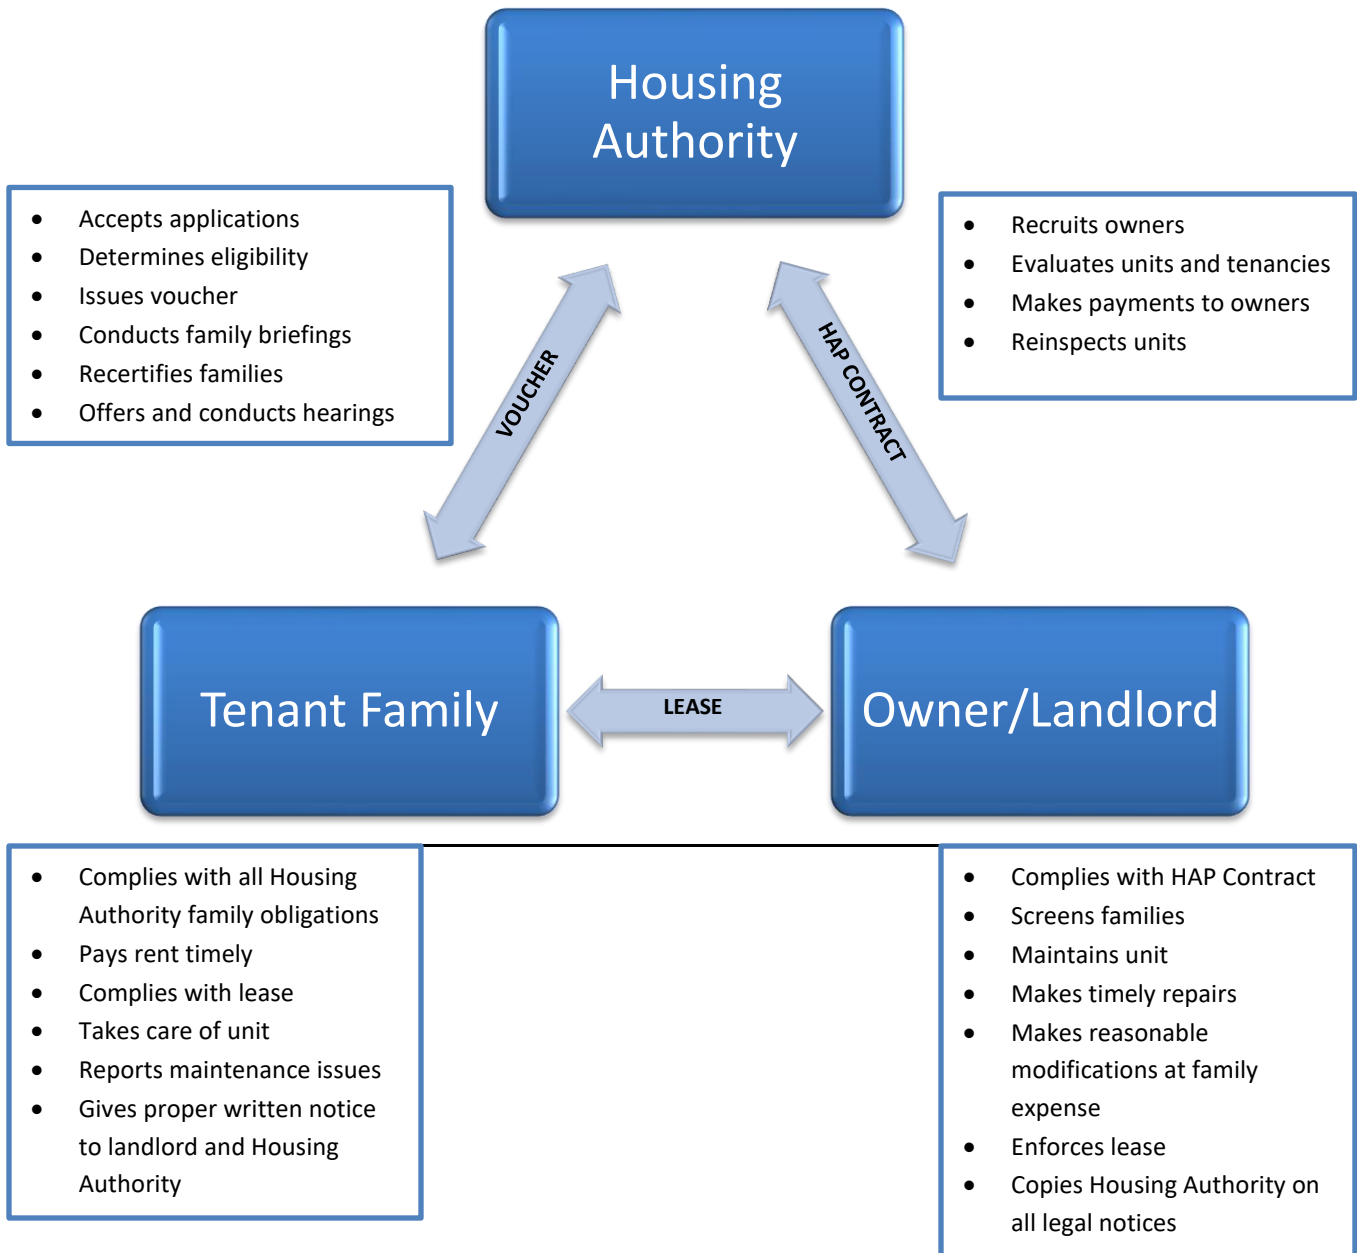 Housing
Authority
• Accepts applications
• Determines eligibility
• Issues voucher
• Conducts family briefings
• Recertifies families
• Offers and conducts hearings
• Recruits owners
• Evaluates units and tenancies
• Makes payments to owners
• Reinspects units
VOUCHER
HAP CONTRACT
Tenant Family
LEASE
Owner/Landlord
• Complies with all Housing
Authority family obligations
• Pays rent timely
• Complies with lease
• Takes care of unit
• Reports maintenance issues
• Gives proper written notice
to landlord and Housing
Authority
• Complies with HAP Contract
• Screens families
• Maintains unit
• Makes timely repairs
• Makes reasonable
modifications at family
expense
• Enforces lease
• Copies Housing Authority on
all legal notices